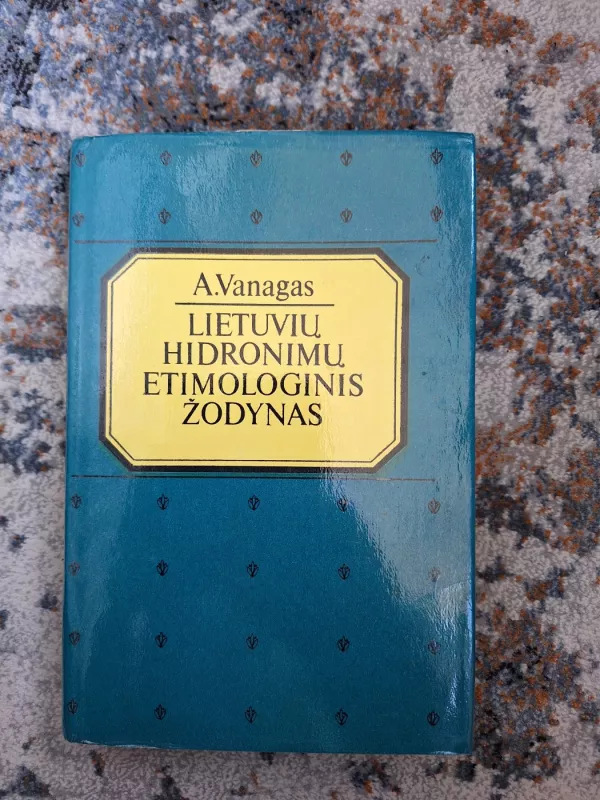 A.Vanagas
LIETUVIŲ
HIDRONIMŲ
ETIMOLOGINIS
ŽODYNAS